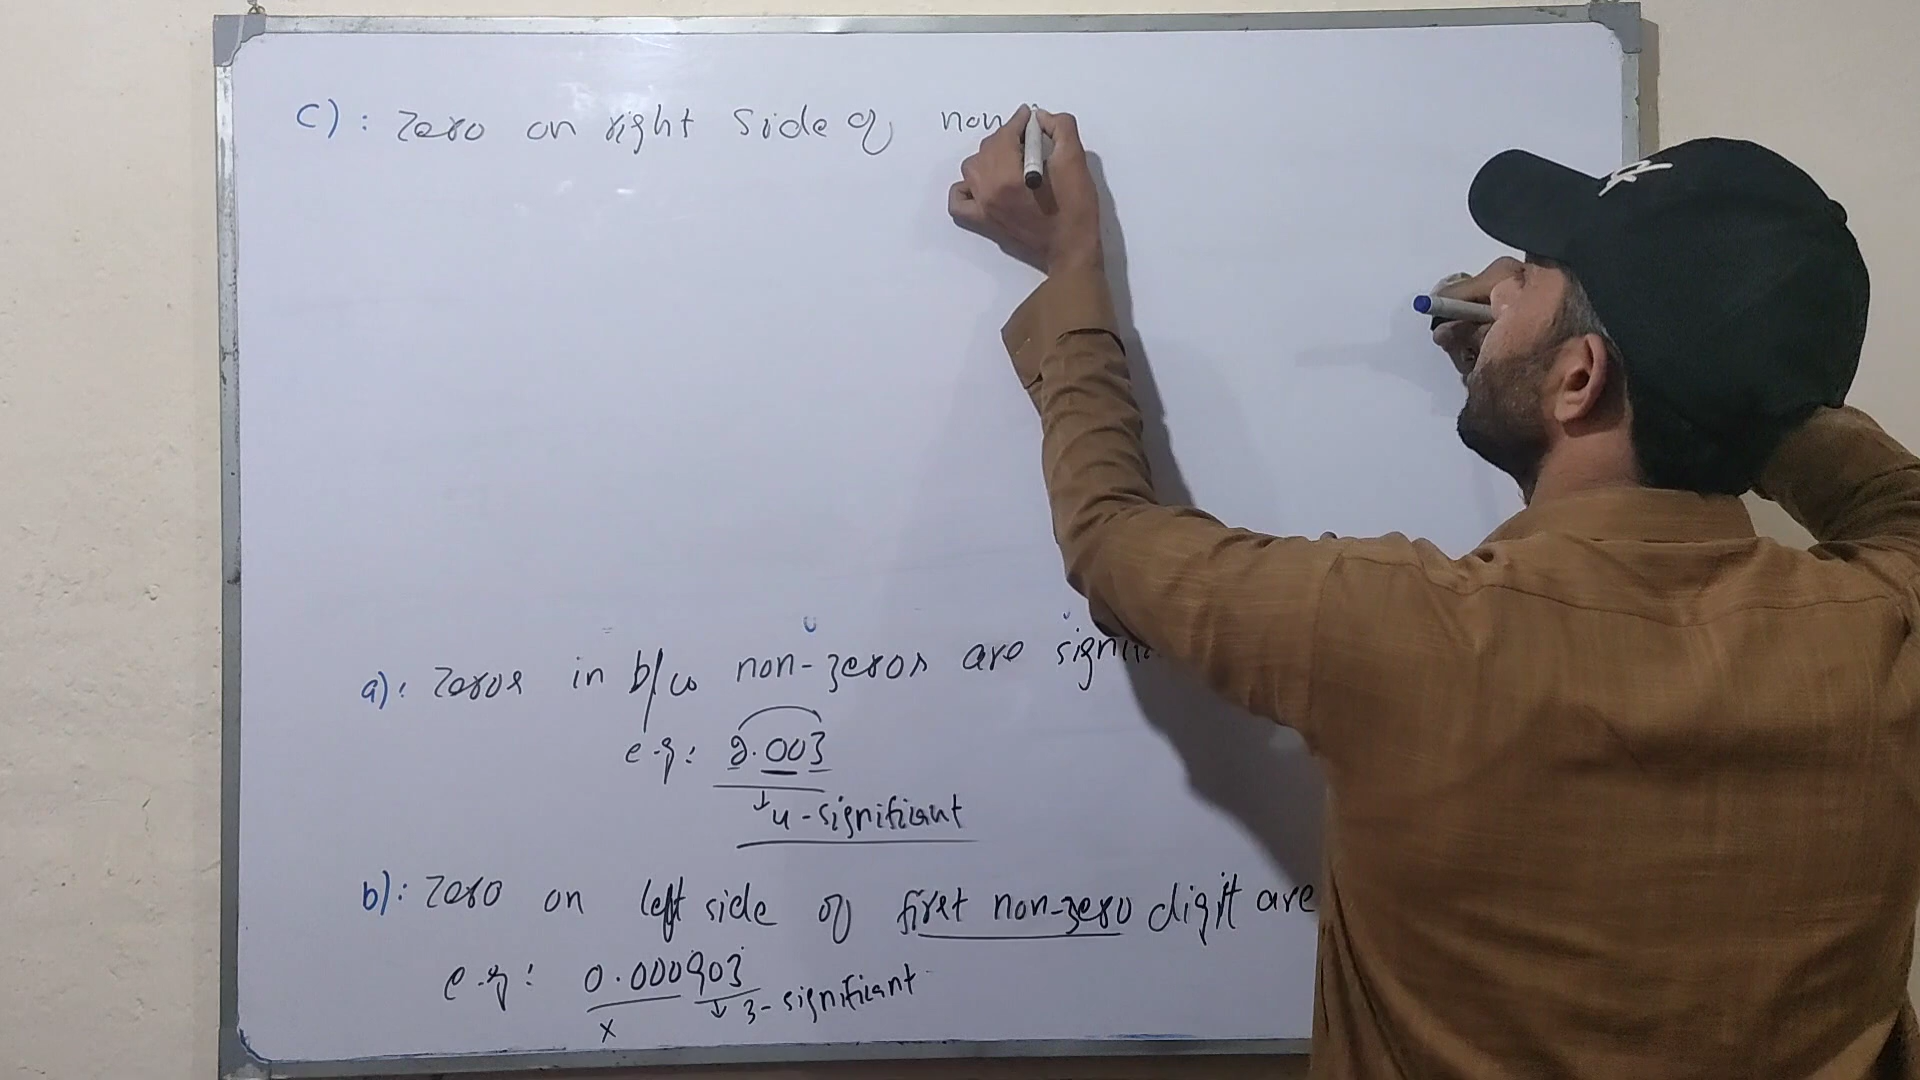 c): Zero on right side of non
a): Zeros in b/w non-zeros are signifi
e.g: 2.003
↓4-significant
b): Zero on left side of first non-zero digit are
e.g: 0.000903
x ↓ 3-significant